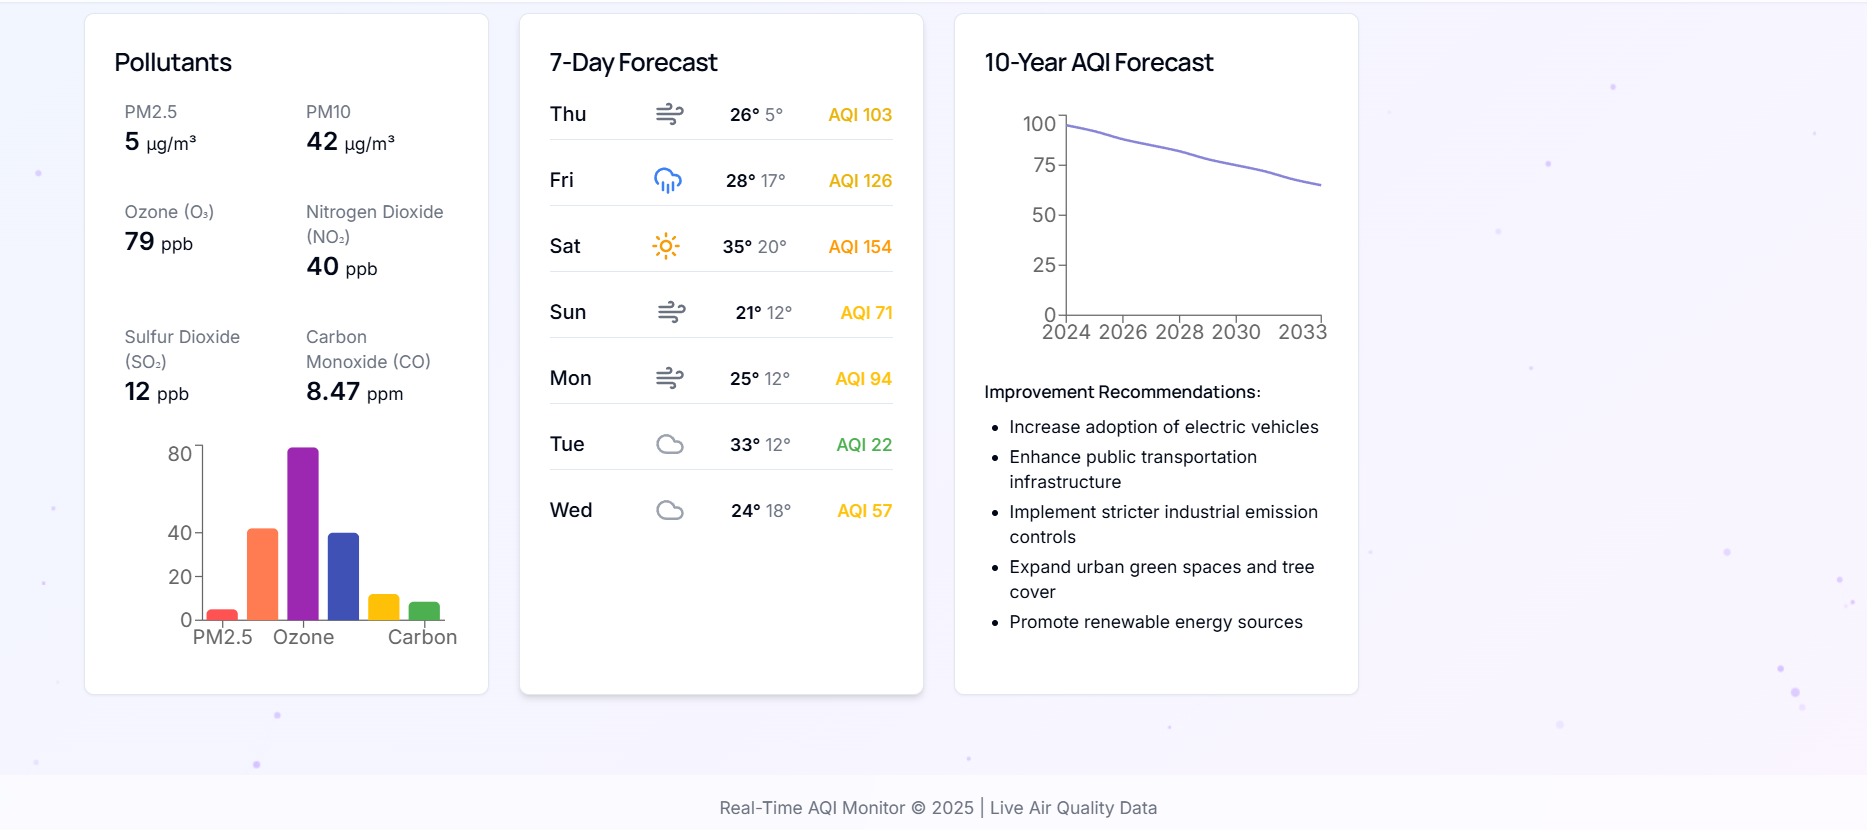 Pollutants
PM2.5
5 µg/m³
PM10
42 µg/m³
Ozone (O₃)
79 ppb
Nitrogen Dioxide
(NO₂)
40 ppb
Sulfur Dioxide
(SO₂)
12 ppb
Carbon
Monoxide (CO)
8.47 ppm
80
40
20
0
PM2.5 Ozone Carbon
7-Day Forecast
Thu 26° 5° AQI 103
Fri 28° 17° AQI 126
Sat 35° 20° AQI 154
Sun 21° 12° AQI 71
Mon 25° 12° AQI 94
Tue 33° 12° AQI 22
Wed 24° 18° AQI 57
10-Year AQI Forecast
100
75
50
25
0
2024 2026 2028 2030 2033
Improvement Recommendations:
• Increase adoption of electric vehicles
• Enhance public transportation
infrastructure
• Implement stricter industrial emission
controls
• Expand urban green spaces and tree
cover
• Promote renewable energy sources
Real-Time AQI Monitor © 2025 | Live Air Quality Data